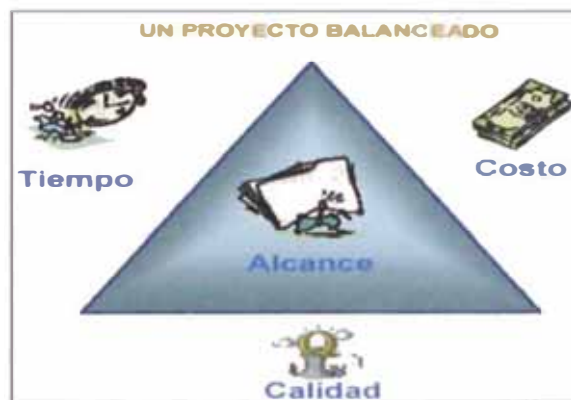 UN PROYECTO BALANCEADO
Tiempo
Costo
Alcance
Calidad